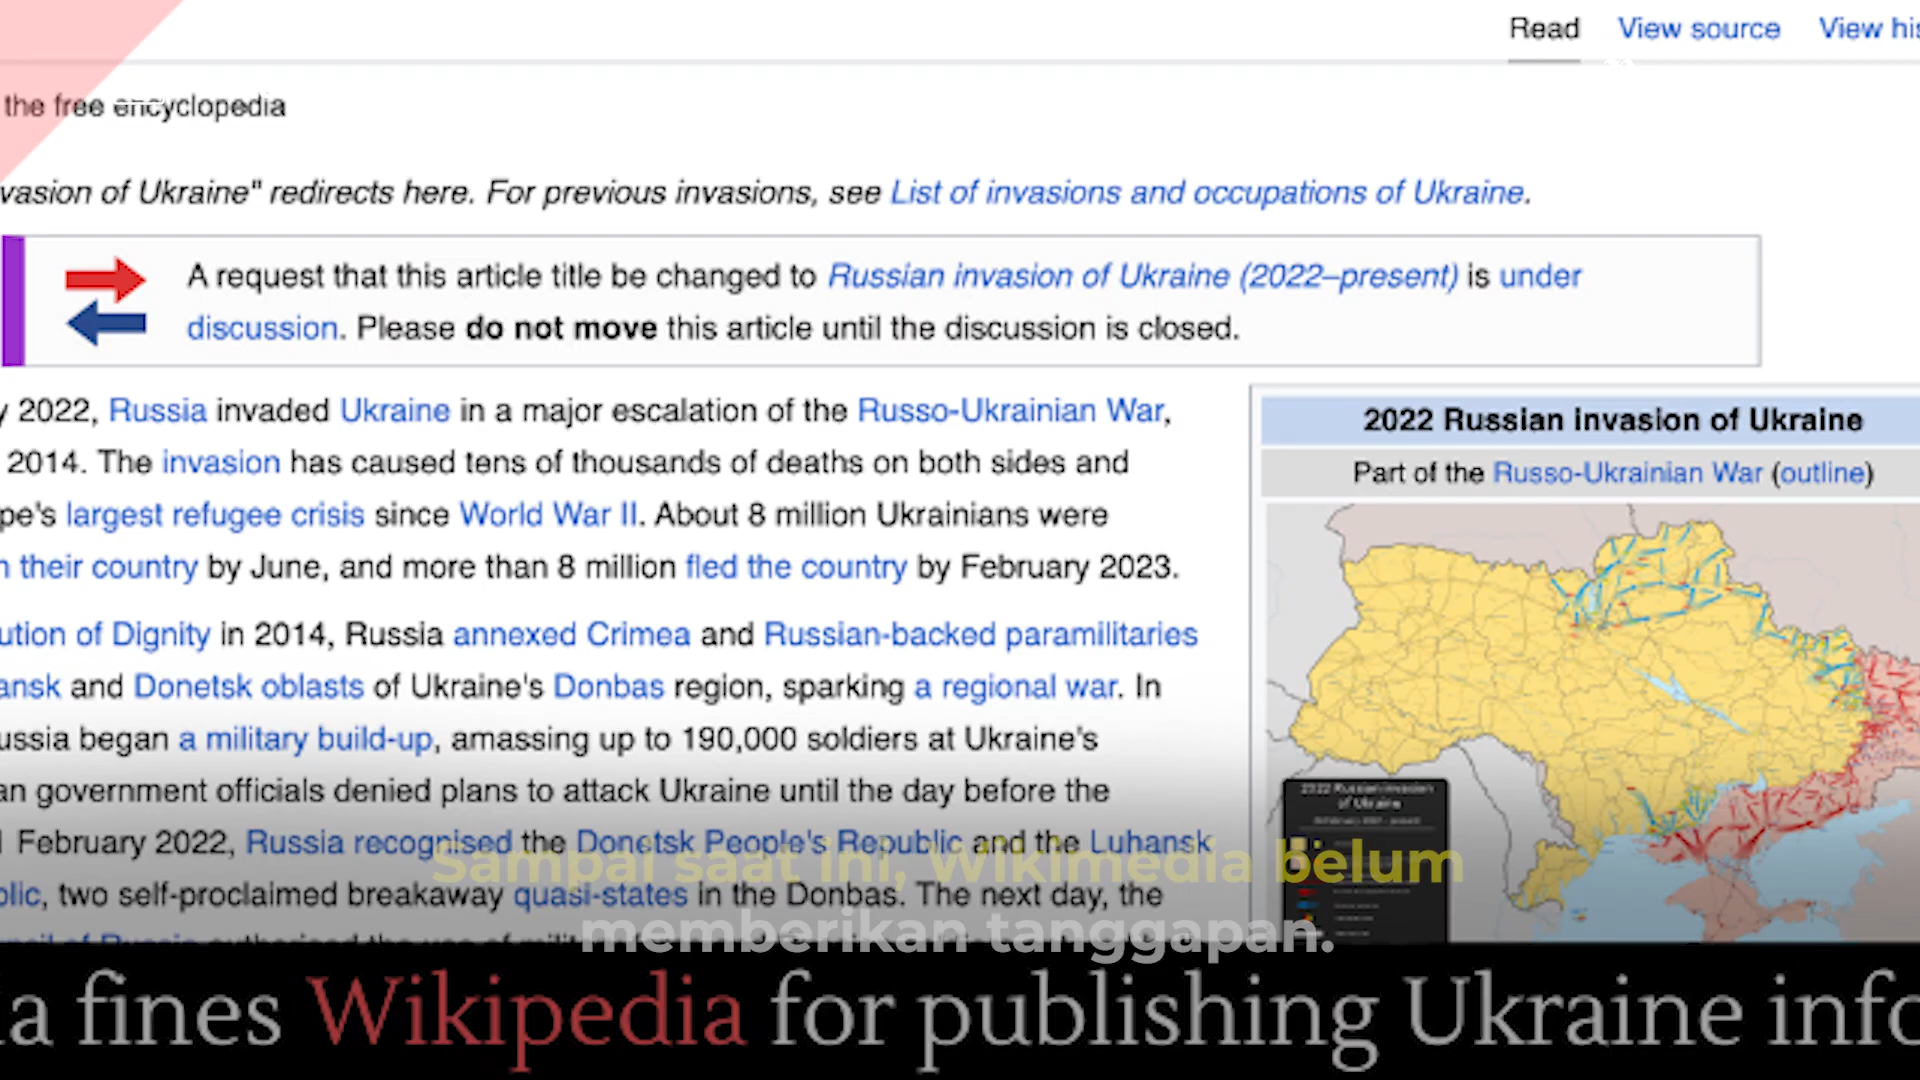 Read View source View his
the free encyclopedia
vasion of Ukraine" redirects here. For previous invasions, see List of invasions and occupations of Ukraine.
A request that this article title be changed to Russian invasion of Ukraine (2022–present) is under
discussion. Please do not move this article until the discussion is closed.
y 2022, Russia invaded Ukraine in a major escalation of the Russo-Ukrainian War,
2014. The invasion has caused tens of thousands of deaths on both sides and
pe's largest refugee crisis since World War II. About 8 million Ukrainians were
n their country by June, and more than 8 million fled the country by February 2023.
ution of Dignity in 2014, Russia annexed Crimea and Russian-backed paramilitaries
ansk and Donetsk oblasts of Ukraine's Donbas region, sparking a regional war. In
ussia began a military build-up, amassing up to 190,000 soldiers at Ukraine's
an government officials denied plans to attack Ukraine until the day before the
February 2022, Russia recognised the Donetsk People's Republic and the Luhansk
olic, two self-proclaimed breakaway quasi-states in the Donbas. The next day, the
2022 Russian invasion of Ukraine
Part of the Russo-Ukrainian War (outline)
2022 Russian invasion
of Ukraine
Sampai saat ini, Wikimedia belum
memberikan tanggapan.
ia fines Wikipedia for publishing Ukraine info